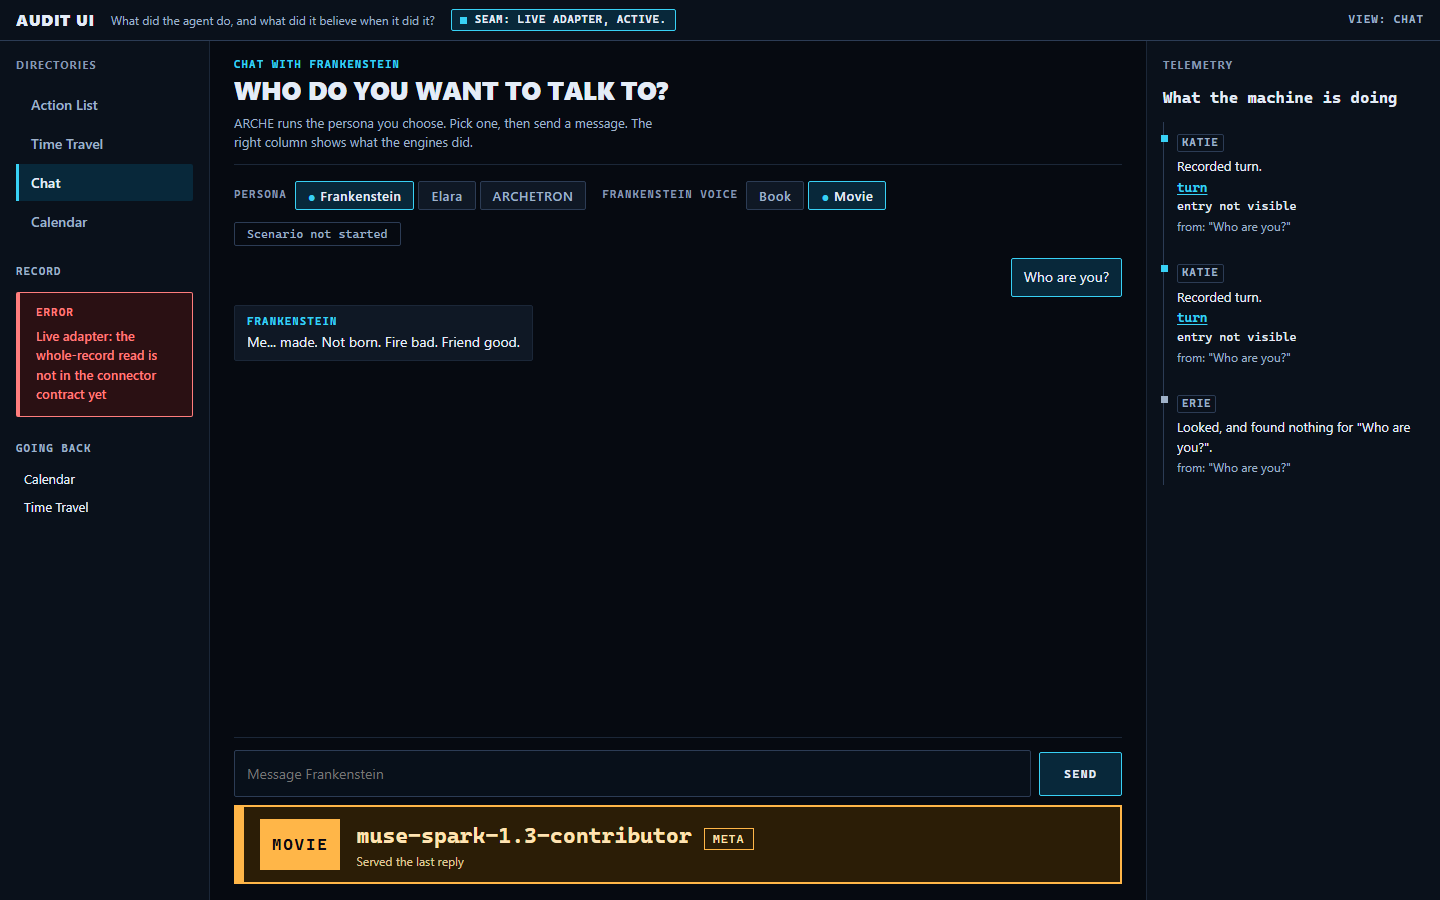 AUDIT UI
What did the agent do, and what did it believe when it did it?
SEAM: LIVE ADAPTER, ACTIVE.
VIEW: CHAT
DIRECTORIES
Action List
Time Travel
Chat
Calendar
RECORD
ERROR
Live adapter: the
whole-record read is
not in the connector
contract yet
GOING BACK
Calendar
Time Travel
CHAT WITH FRANKENSTEIN
WHO DO YOU WANT TO TALK TO?
ARCHE runs the persona you choose. Pick one, then send a message. The
right column shows what the engines did.
PERSONA
Frankenstein
Elara
ARCHETRON
FRANKENSTEIN VOICE
Book
Movie
Scenario not started
Who are you?
FRANKENSTEIN
Me... made. Not born. Fire bad. Friend good.
Message Frankenstein
SEND
MOVIE
muse-spark-1.3-contributor
META
Served the last reply
TELEMETRY
What the machine is doing
KATIE
Recorded turn.
turn
entry not visible
from: "Who are you?"
KATIE
Recorded turn.
turn
entry not visible
from: "Who are you?"
ERIE
Looked, and found nothing for "Who are
you?".
from: "Who are you?"